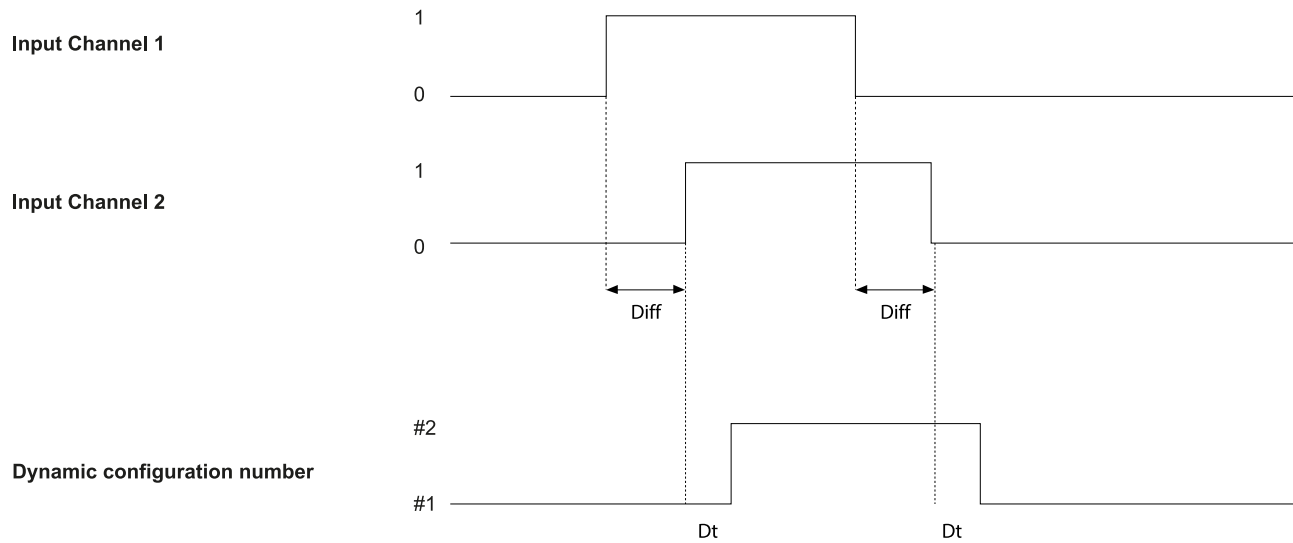 1
Input Channel 1
0
1
Input Channel 2
0
Diff Diff
#2
Dynamic configuration number
#1
Dt Dt